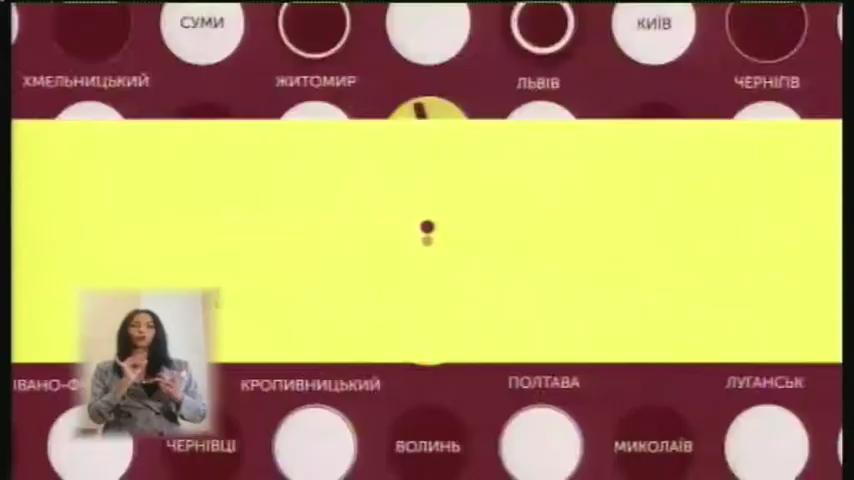 СУМИ
КИЇВ
ХМЕЛЬНИЦЬКИЙ
ЖИТОМИР
ЛЬВІВ
ЧЕРНІГІВ
КРОПИВНИЦЬКИЙ
ПОЛТАВА
ЛУГАНСЬК
ЧЕРНІВЦІ
ВОЛИНЬ
МИКОЛАЇВ